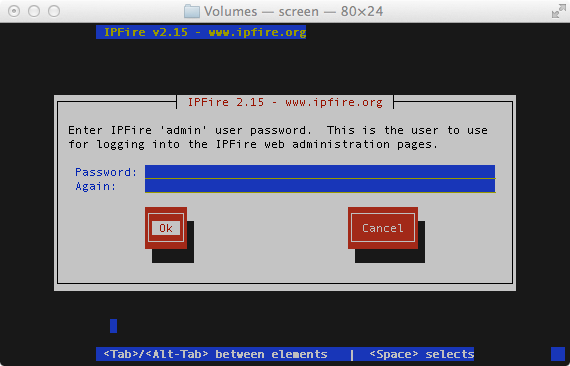 Volumes — screen — 80×24
IPFire v2.15 - www.ipfire.org
IPFire 2.15 - www.ipfire.org
Enter IPFire 'admin' user password.  This is the user to use
for logging into the IPFire web administration pages.
Password:
Again:
Ok Cancel
<Tab>/<Alt-Tab> between elements   |  <Space> selects